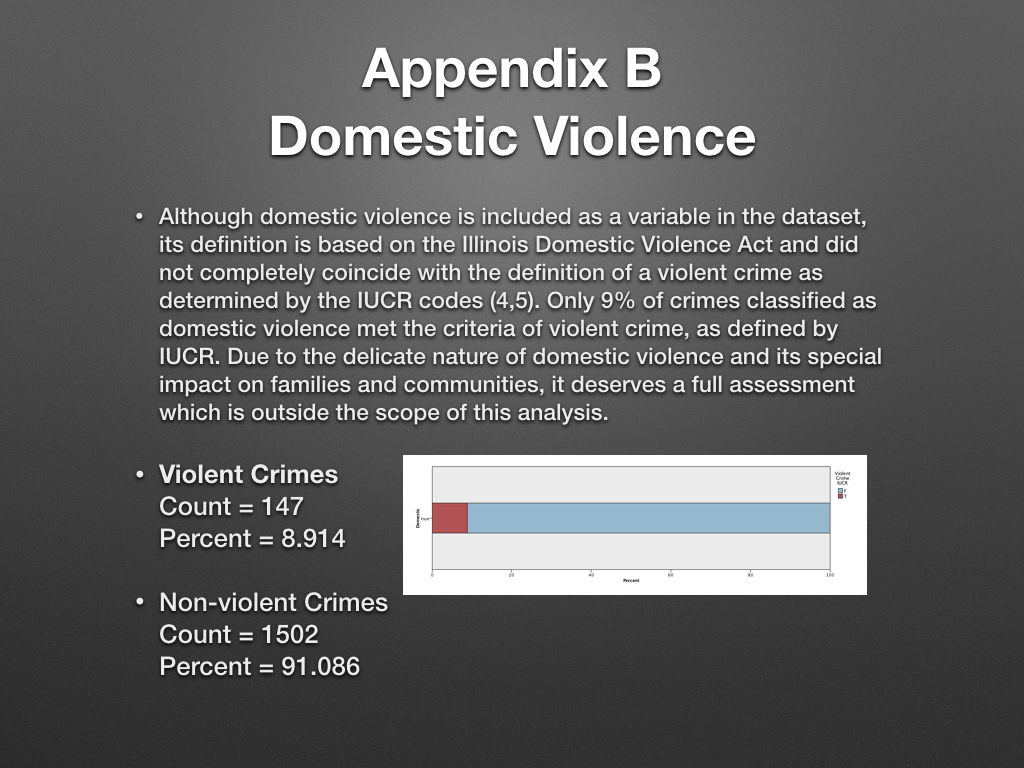 Appendix B
Domestic Violence
• Although domestic violence is included as a variable in the dataset,
its definition is based on the Illinois Domestic Violence Act and did
not completely coincide with the definition of a violent crime as
determined by the IUCR codes (4,5). Only 9% of crimes classified as
domestic violence met the criteria of violent crime, as defined by
IUCR. Due to the delicate nature of domestic violence and its special
impact on families and communities, it deserves a full assessment
which is outside the scope of this analysis.
• Violent Crimes
Count = 147
Percent = 8.914
• Non-violent Crimes
Count = 1502
Percent = 91.086
Domestic
true
0 20 40 60 80 100
Percent
Violent
Crime
IUCR
F
T